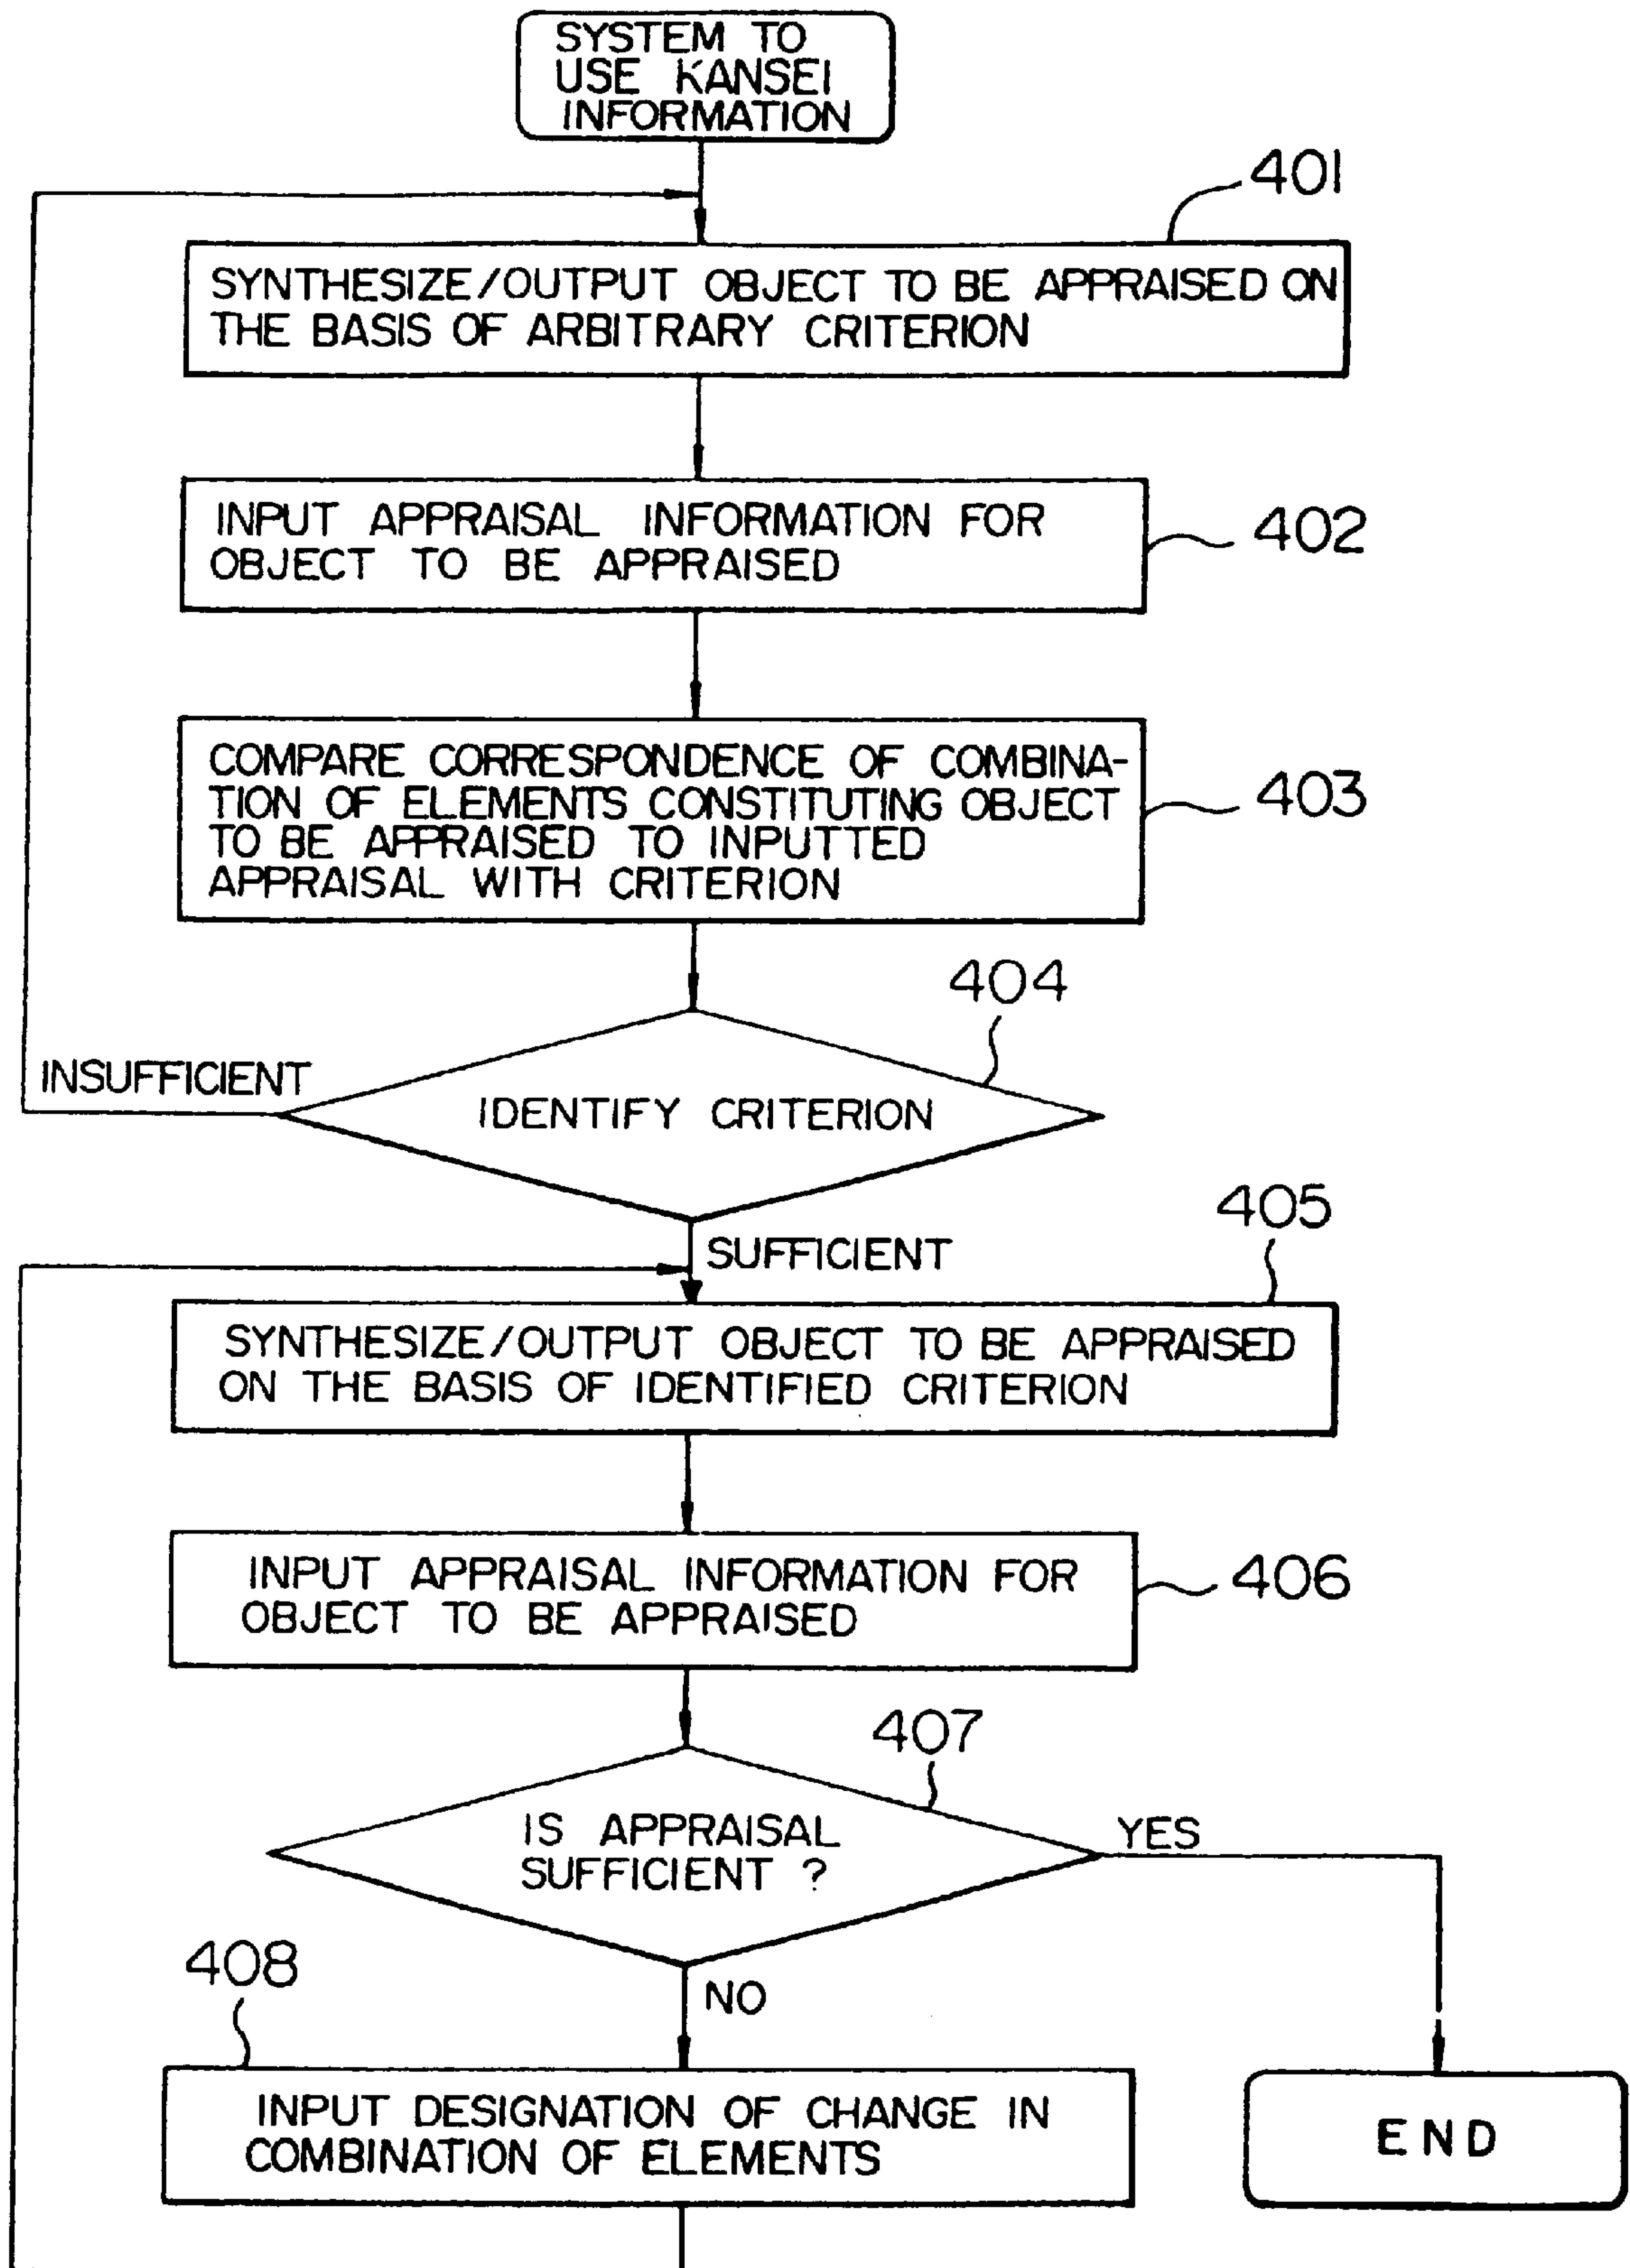 SYSTEM TO
USE KANSEI
INFORMATION
401
SYNTHESIZE/OUTPUT OBJECT TO BE APPRAISED ON
THE BASIS OF ARBITRARY CRITERION
INPUT APPRAISAL INFORMATION FOR
OBJECT TO BE APPRAISED
402
COMPARE CORRESPONDENCE OF COMBINA-
TION OF ELEMENTS CONSTITUTING OBJECT
TO BE APPRAISED TO INPUTTED
APPRAISAL WITH CRITERION
403
404
INSUFFICIENT
IDENTIFY CRITERION
405
SUFFICIENT
SYNTHESIZE/OUTPUT OBJECT TO BE APPRAISED
ON THE BASIS OF IDENTIFIED CRITERION
INPUT APPRAISAL INFORMATION FOR
OBJECT TO BE APPRAISED
406
407
IS APPRAISAL
SUFFICIENT ?
YES
408
NO
INPUT DESIGNATION OF CHANGE IN
COMBINATION OF ELEMENTS
END